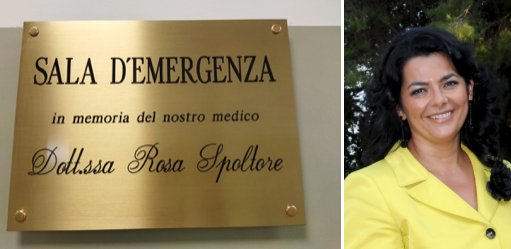 SALA D'EMERGENZA
in memoria del nostro medico
Dott.ssa Rosa Spoltore